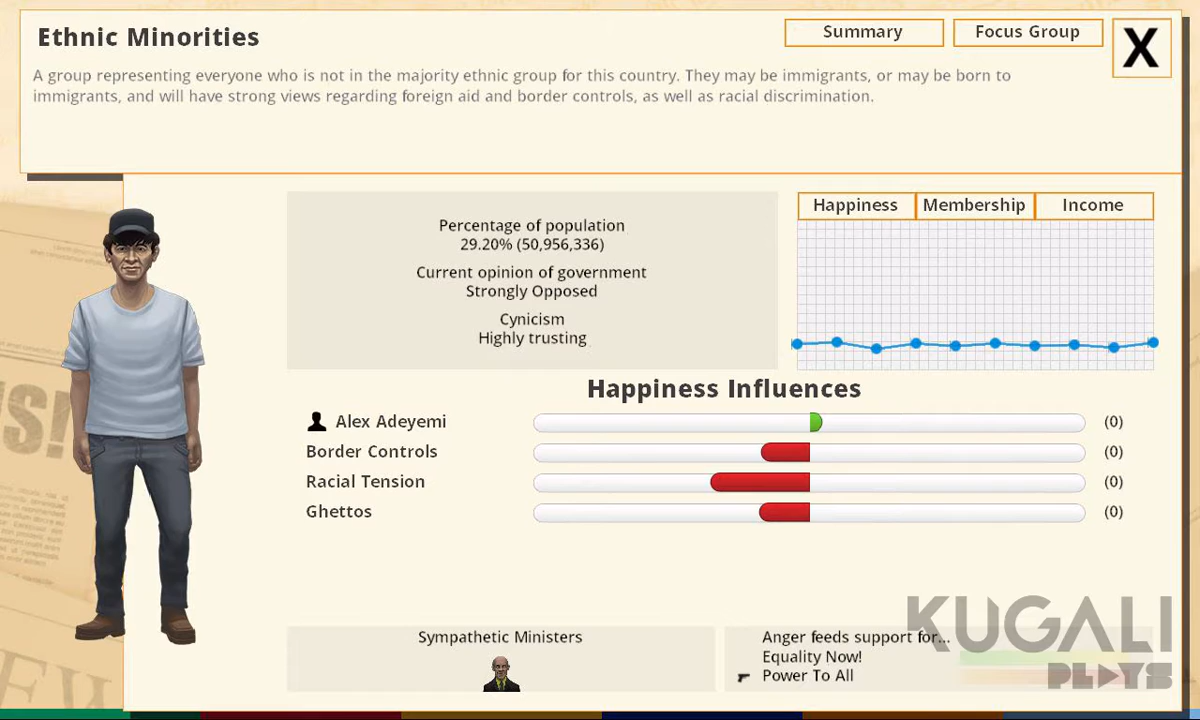 Ethnic Minorities
Summary
Focus Group
X
A group representing everyone who is not in the majority ethnic group for this country. They may be immigrants, or may be born to
immigrants, and will have strong views regarding foreign aid and border controls, as well as racial discrimination.
Percentage of population
29.20% (50,956,336)
Current opinion of government
Strongly Opposed
Cynicism
Highly trusting
Happiness
Membership
Income
Happiness Influences
Alex Adeyemi (0)
Border Controls (0)
Racial Tension (0)
Ghettos (0)
Sympathetic Ministers
Anger feeds support for...
Equality Now!
Power To All
KUGALI
PLAYS